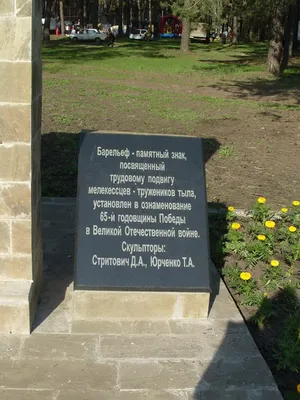 Барельеф - памятный знак,
посвященный
трудовому подвигу
мелекессцев - тружеников тыла,
установлен в ознаменование
65-й годовщины Победы
в Великой Отечественной войне.
Скульпторы:
Стритович Д.А., Юрченко Т.А.